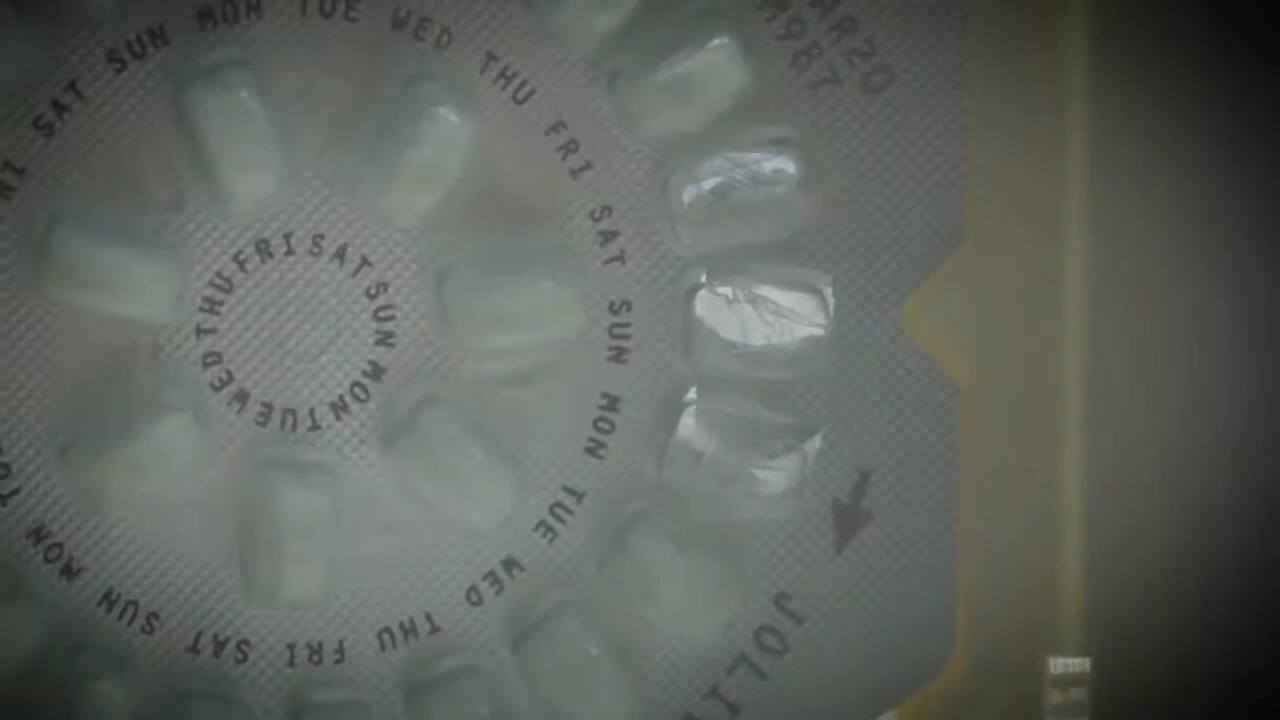 SUN MON TUE WED THU FRI SAT SUN MON TUE WED THU FRI SAT SUN MON
SAT
FRI SAT SUN MON TUE WED THU
M987
JOLI